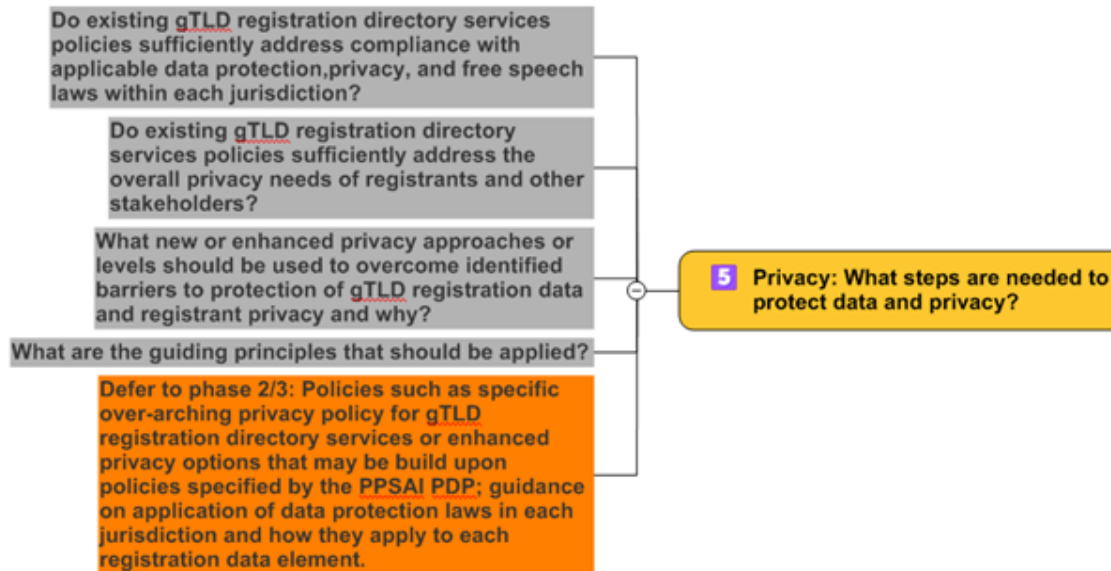 Do existing gTLD registration directory services
policies sufficiently address compliance with
applicable data protection,privacy, and free speech
laws within each jurisdiction?
Do existing gTLD registration directory
services policies sufficiently address the
overall privacy needs of registrants and other
stakeholders?
What new or enhanced privacy approaches or
levels should be used to overcome identified
barriers to protection of gTLD registration data
and registrant privacy and why?
What are the guiding principles that should be applied?
Defer to phase 2/3: Policies such as specific
over-arching privacy policy for gTLD
registration directory services or enhanced
privacy options that may be build upon
policies specified by the PPSAI PDP; guidance
on application of data protection laws in each
jurisdiction and how they apply to each
registration data element.
5 Privacy: What steps are needed to
protect data and privacy?